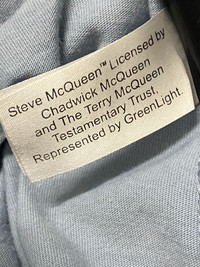 Steve McQueen™ Licensed by
Chadwick McQueen
and The Terry McQueen
Testamentary Trust,
Represented by GreenLight.